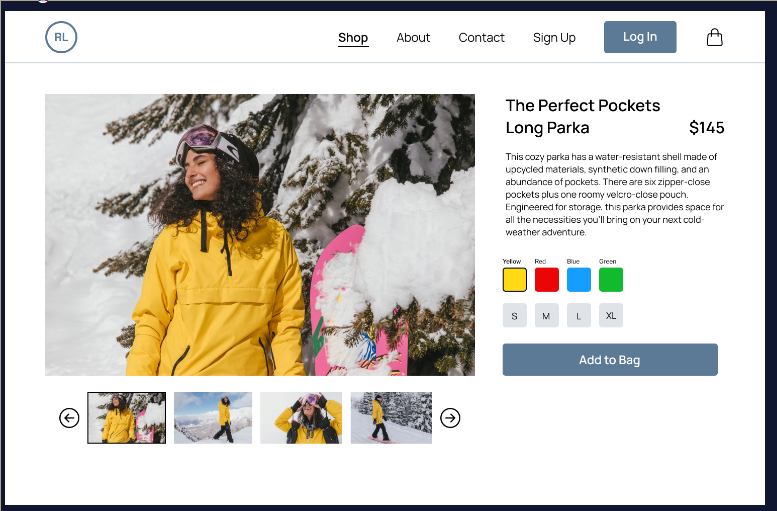 RL
Shop
About
Contact
Sign Up
Log In
The Perfect Pockets
Long Parka
$145
This cozy parka has a water-resistant shell made of
upcycled materials, synthetic down filling, and an
abundance of pockets. There are six zipper-close
pockets plus one roomy velcro-close pouch.
Engineered for storage, this parka provides space for
all the necessities you'll bring on your next cold-
weather adventure.
Yellow
Red
Blue
Green
S
M
L
XL
Add to Bag